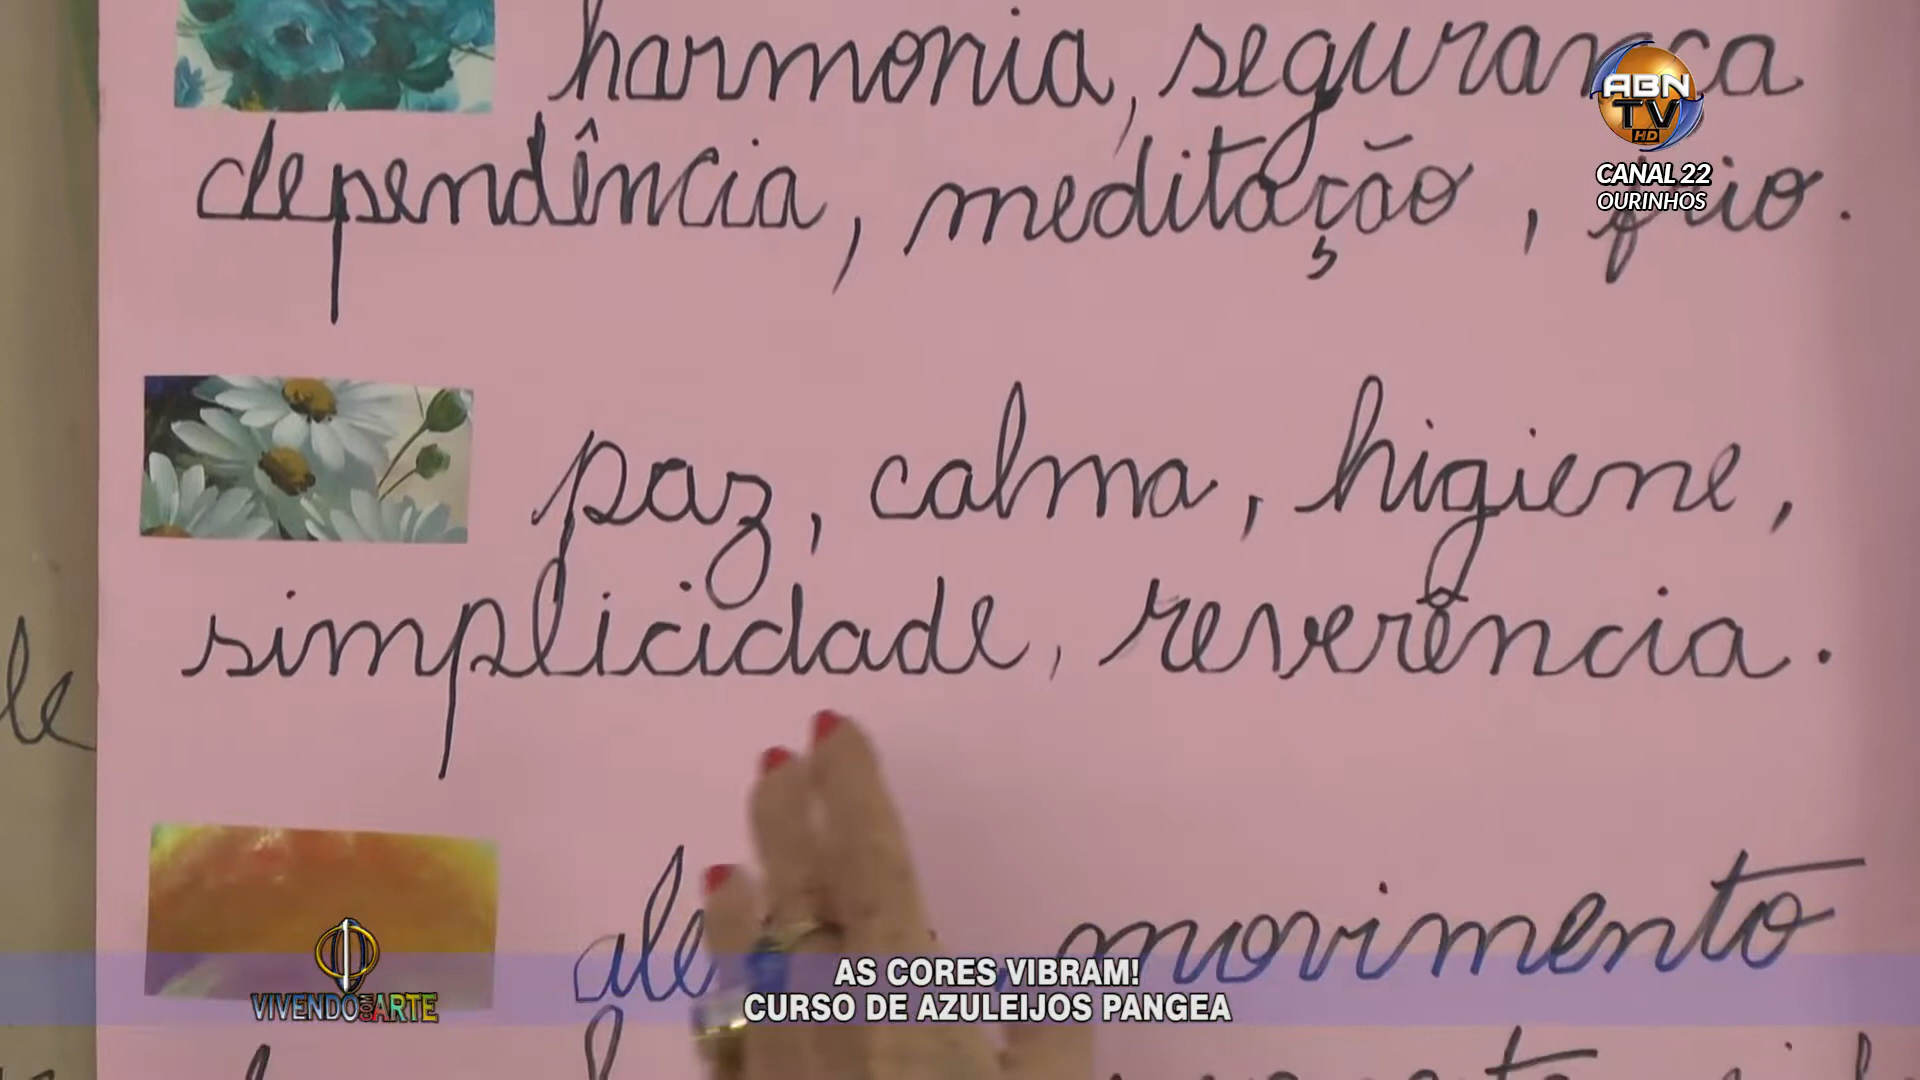 harmonia, segurança
dependência, meditação, frio.
paz, calma, higiene,
simplicidade, reverência.
movimento
ABN
TV
HD
CANAL 22
OURINHOS
VIVENDO COM ARTE
AS CORES VIBRAM!
CURSO DE AZULEIJOS PANGEA